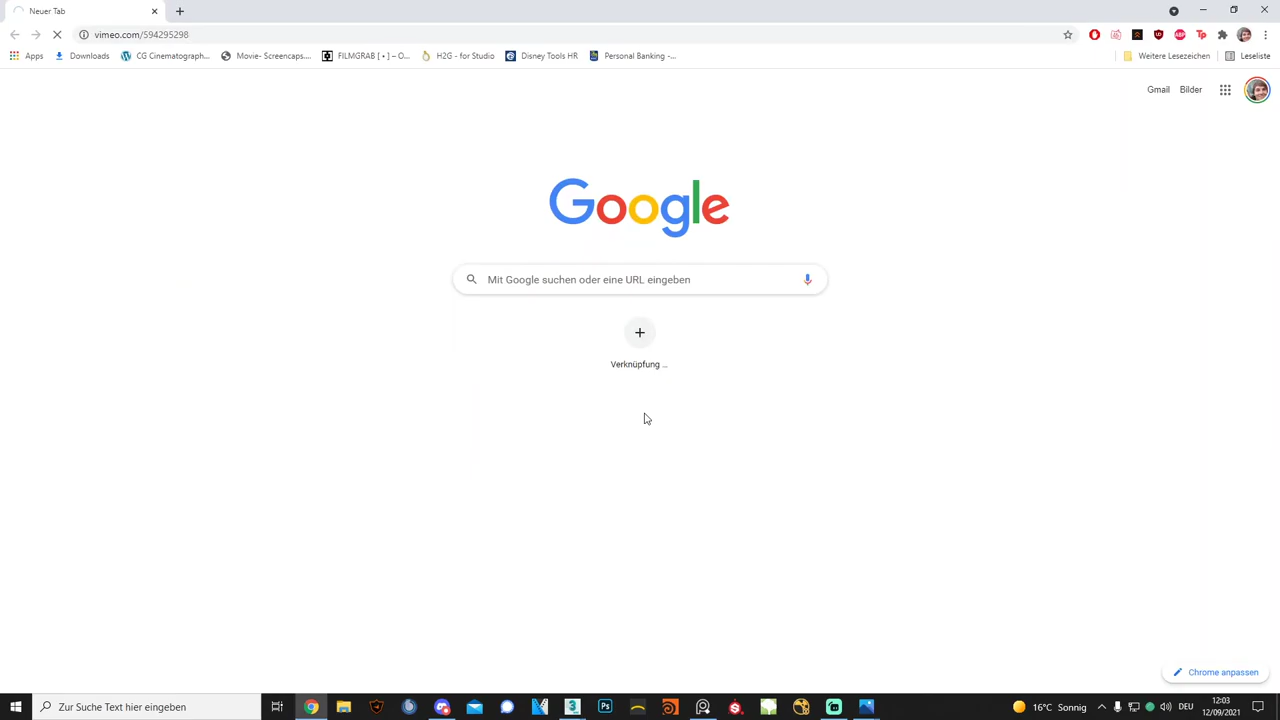 Neuer Tab
vimeo.com/594295298
Apps Downloads CG Cinematograph... Movie- Screencaps.... FILMGRAB [ • ] – O... H2G - for Studio Disney Tools HR Personal Banking -... Weitere Lesezeichen Leseliste
Gmail Bilder
Google
Mit Google suchen oder eine URL eingeben
Verknüpfung ...
Chrome anpassen
Zur Suche Text hier eingeben
16°C Sonnig DEU
12:03
12/09/2021